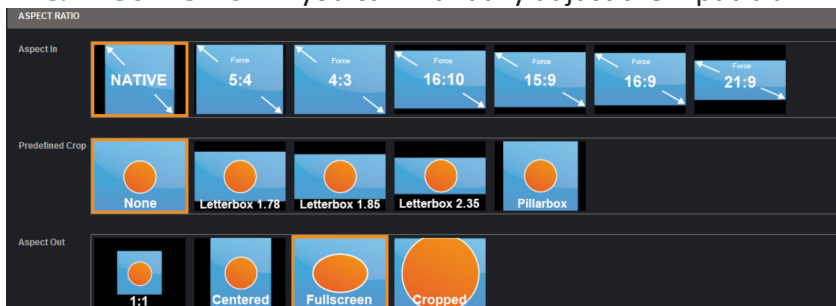 ASPECT RATIO
Aspect In
NATIVE
Force
5:4
Force
4:3
Force
16:10
Force
15:9
Force
16:9
Force
21:9
Predefined Crop
None
Letterbox 1.78
Letterbox 1.85
Letterbox 2.35
Pillarbox
Aspect Out
1:1
Centered
Fullscreen
Cropped